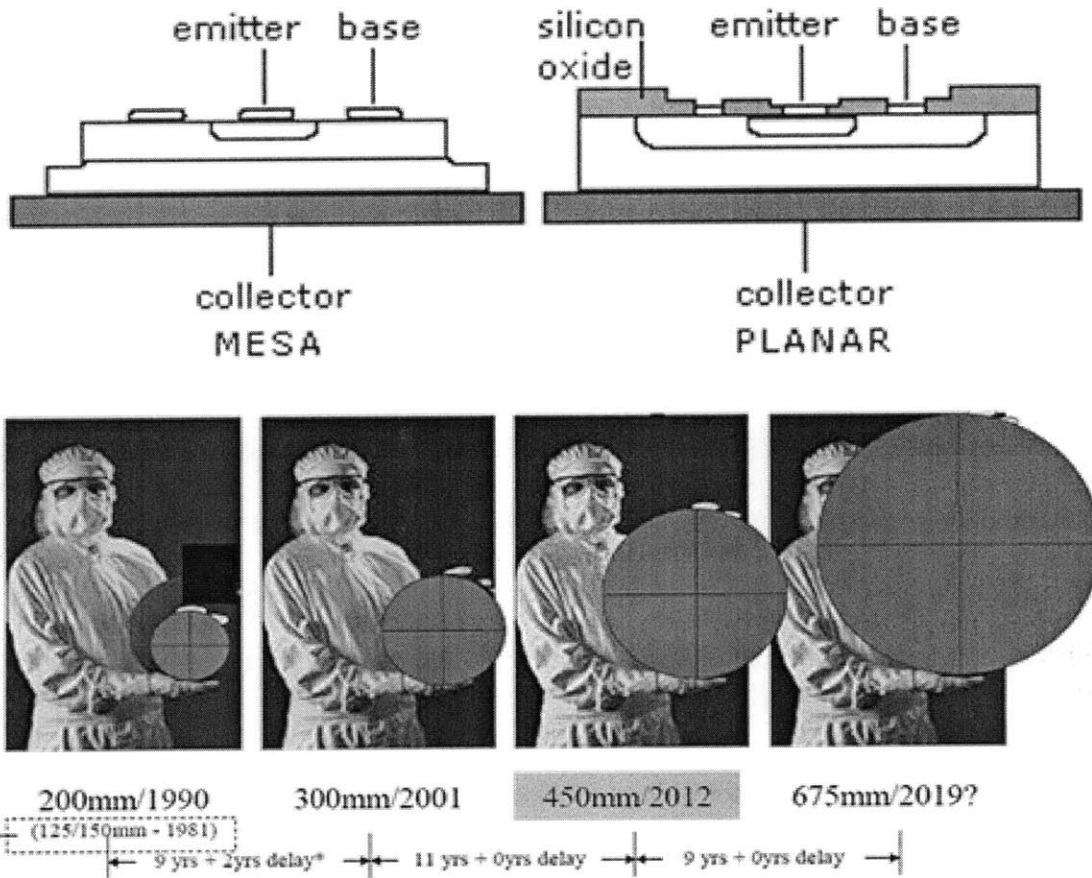 emitter base
silicon oxide
emitter base
collector
MESA
collector
PLANAR
200mm/1990
300mm/2001
450mm/2012
675mm/2019?
(125/150mm - 1981)
9 yrs + 2yrs delay*
11 yrs + 0yrs delay
9 yrs + 0yrs delay